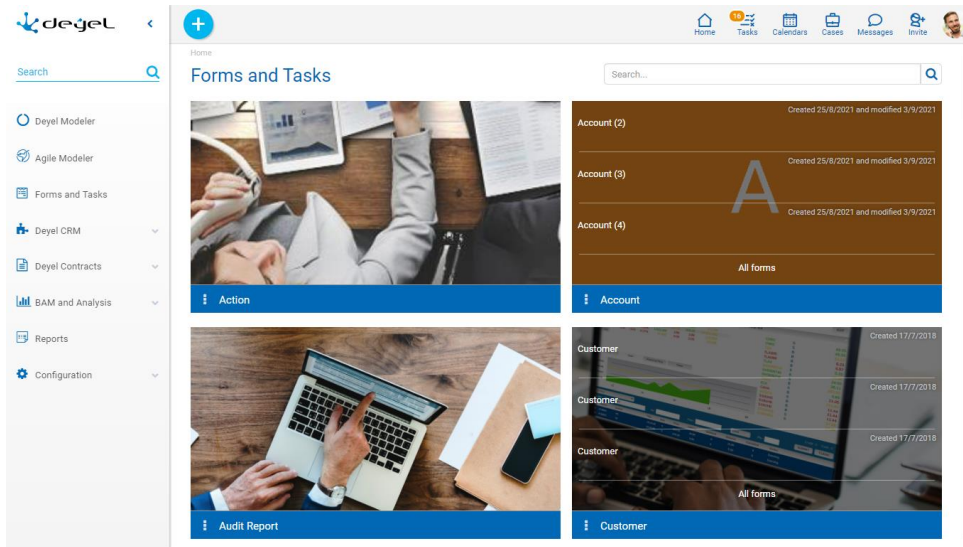 deyel
Search
Deyel Modeler
Agile Modeler
Forms and Tasks
Deyel CRM
Deyel Contracts
BAM and Analysis
Reports
Configuration
16
Home
Tasks
Calendars
Cases
Messages
Invite
Home
Forms and Tasks
Search...
Action
Created 25/8/2021 and modified 3/9/2021
Account (2)
Created 25/8/2021 and modified 3/9/2021
Account (3)
A
Created 25/8/2021 and modified 3/9/2021
Account (4)
All forms
Account
Audit Report
Created 17/7/2018
Customer
Created 17/7/2018
Customer
Created 17/7/2018
Customer
All forms
Customer